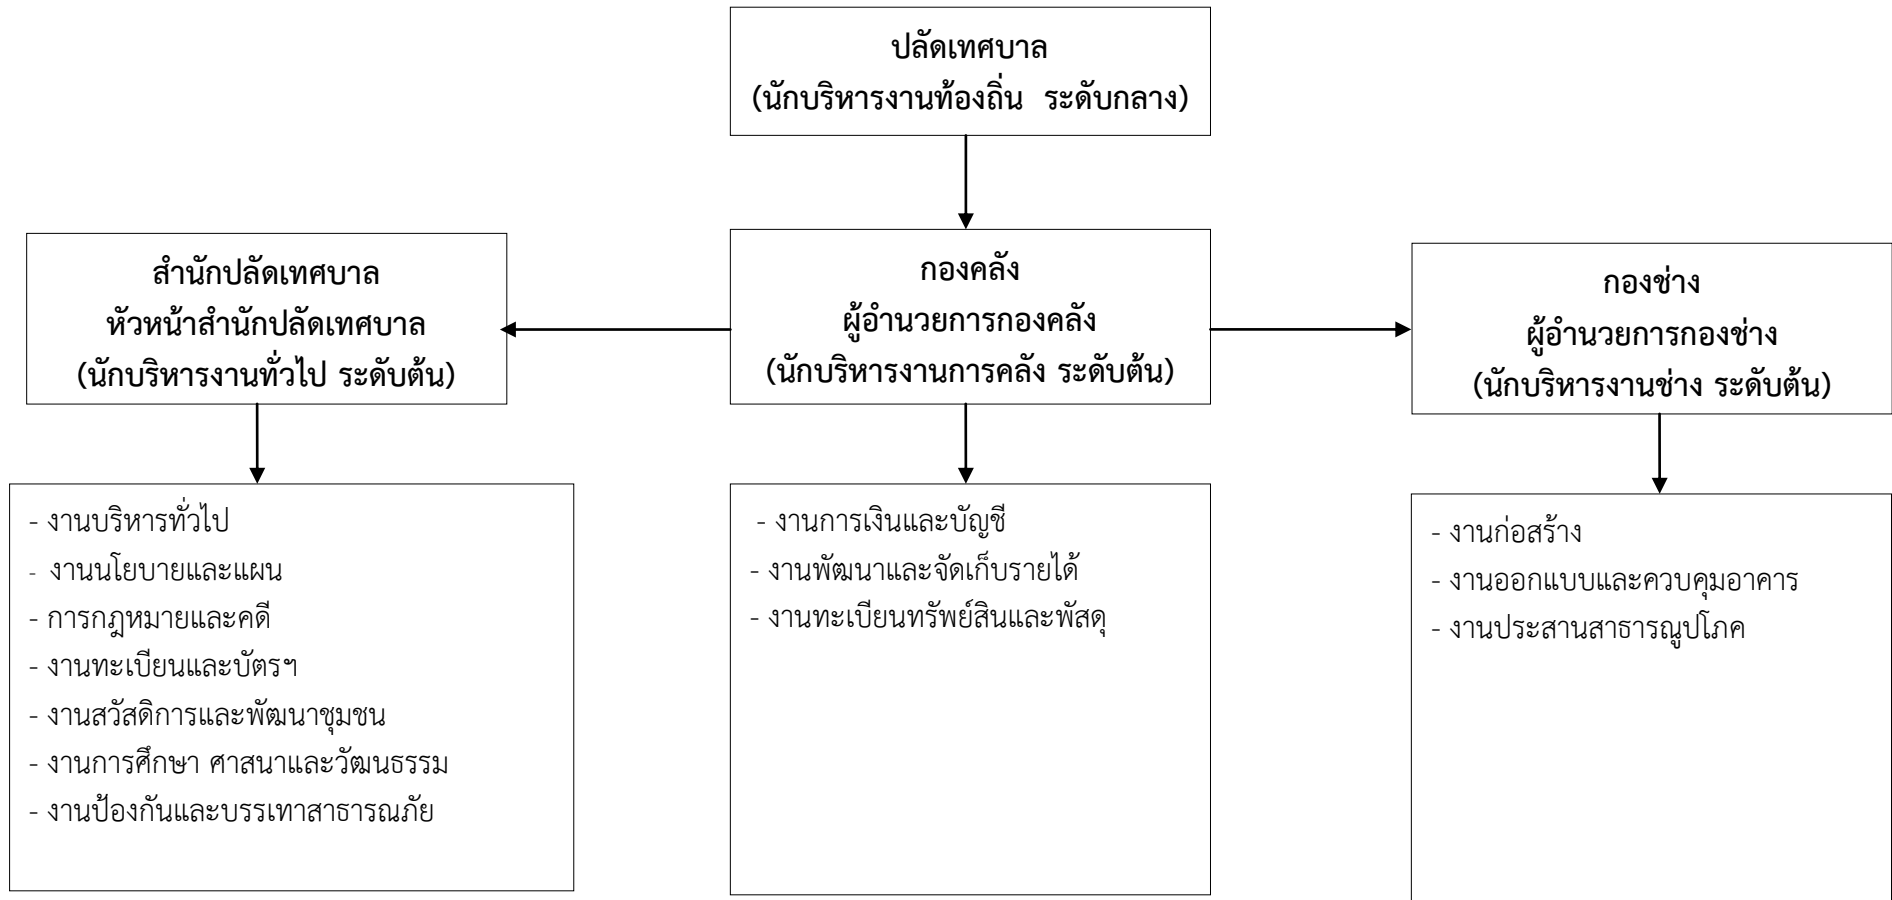 ปลัดเทศบาล
(นักบริหารงานท้องถิ่น ระดับกลาง)
สำนักปลัดเทศบาล
หัวหน้าสำนักปลัดเทศบาล
(นักบริหารงานทั่วไป ระดับต้น)
กองคลัง
ผู้อำนวยการกองคลัง
(นักบริหารงานการคลัง ระดับต้น)
กองช่าง
ผู้อำนวยการกองช่าง
(นักบริหารงานช่าง ระดับต้น)
- งานบริหารทั่วไป
- งานนโยบายและแผน
- การกฎหมายและคดี
- งานทะเบียนและบัตรฯ
- งานสวัสดิการและพัฒนาชุมชน
- งานการศึกษา ศาสนาและวัฒนธรรม
- งานป้องกันและบรรเทาสาธารณภัย
- งานการเงินและบัญชี
- งานพัฒนาและจัดเก็บรายได้
- งานทะเบียนทรัพย์สินและพัสดุ
- งานก่อสร้าง
- งานออกแบบและควบคุมอาคาร
- งานประสานสาธารณูปโภค